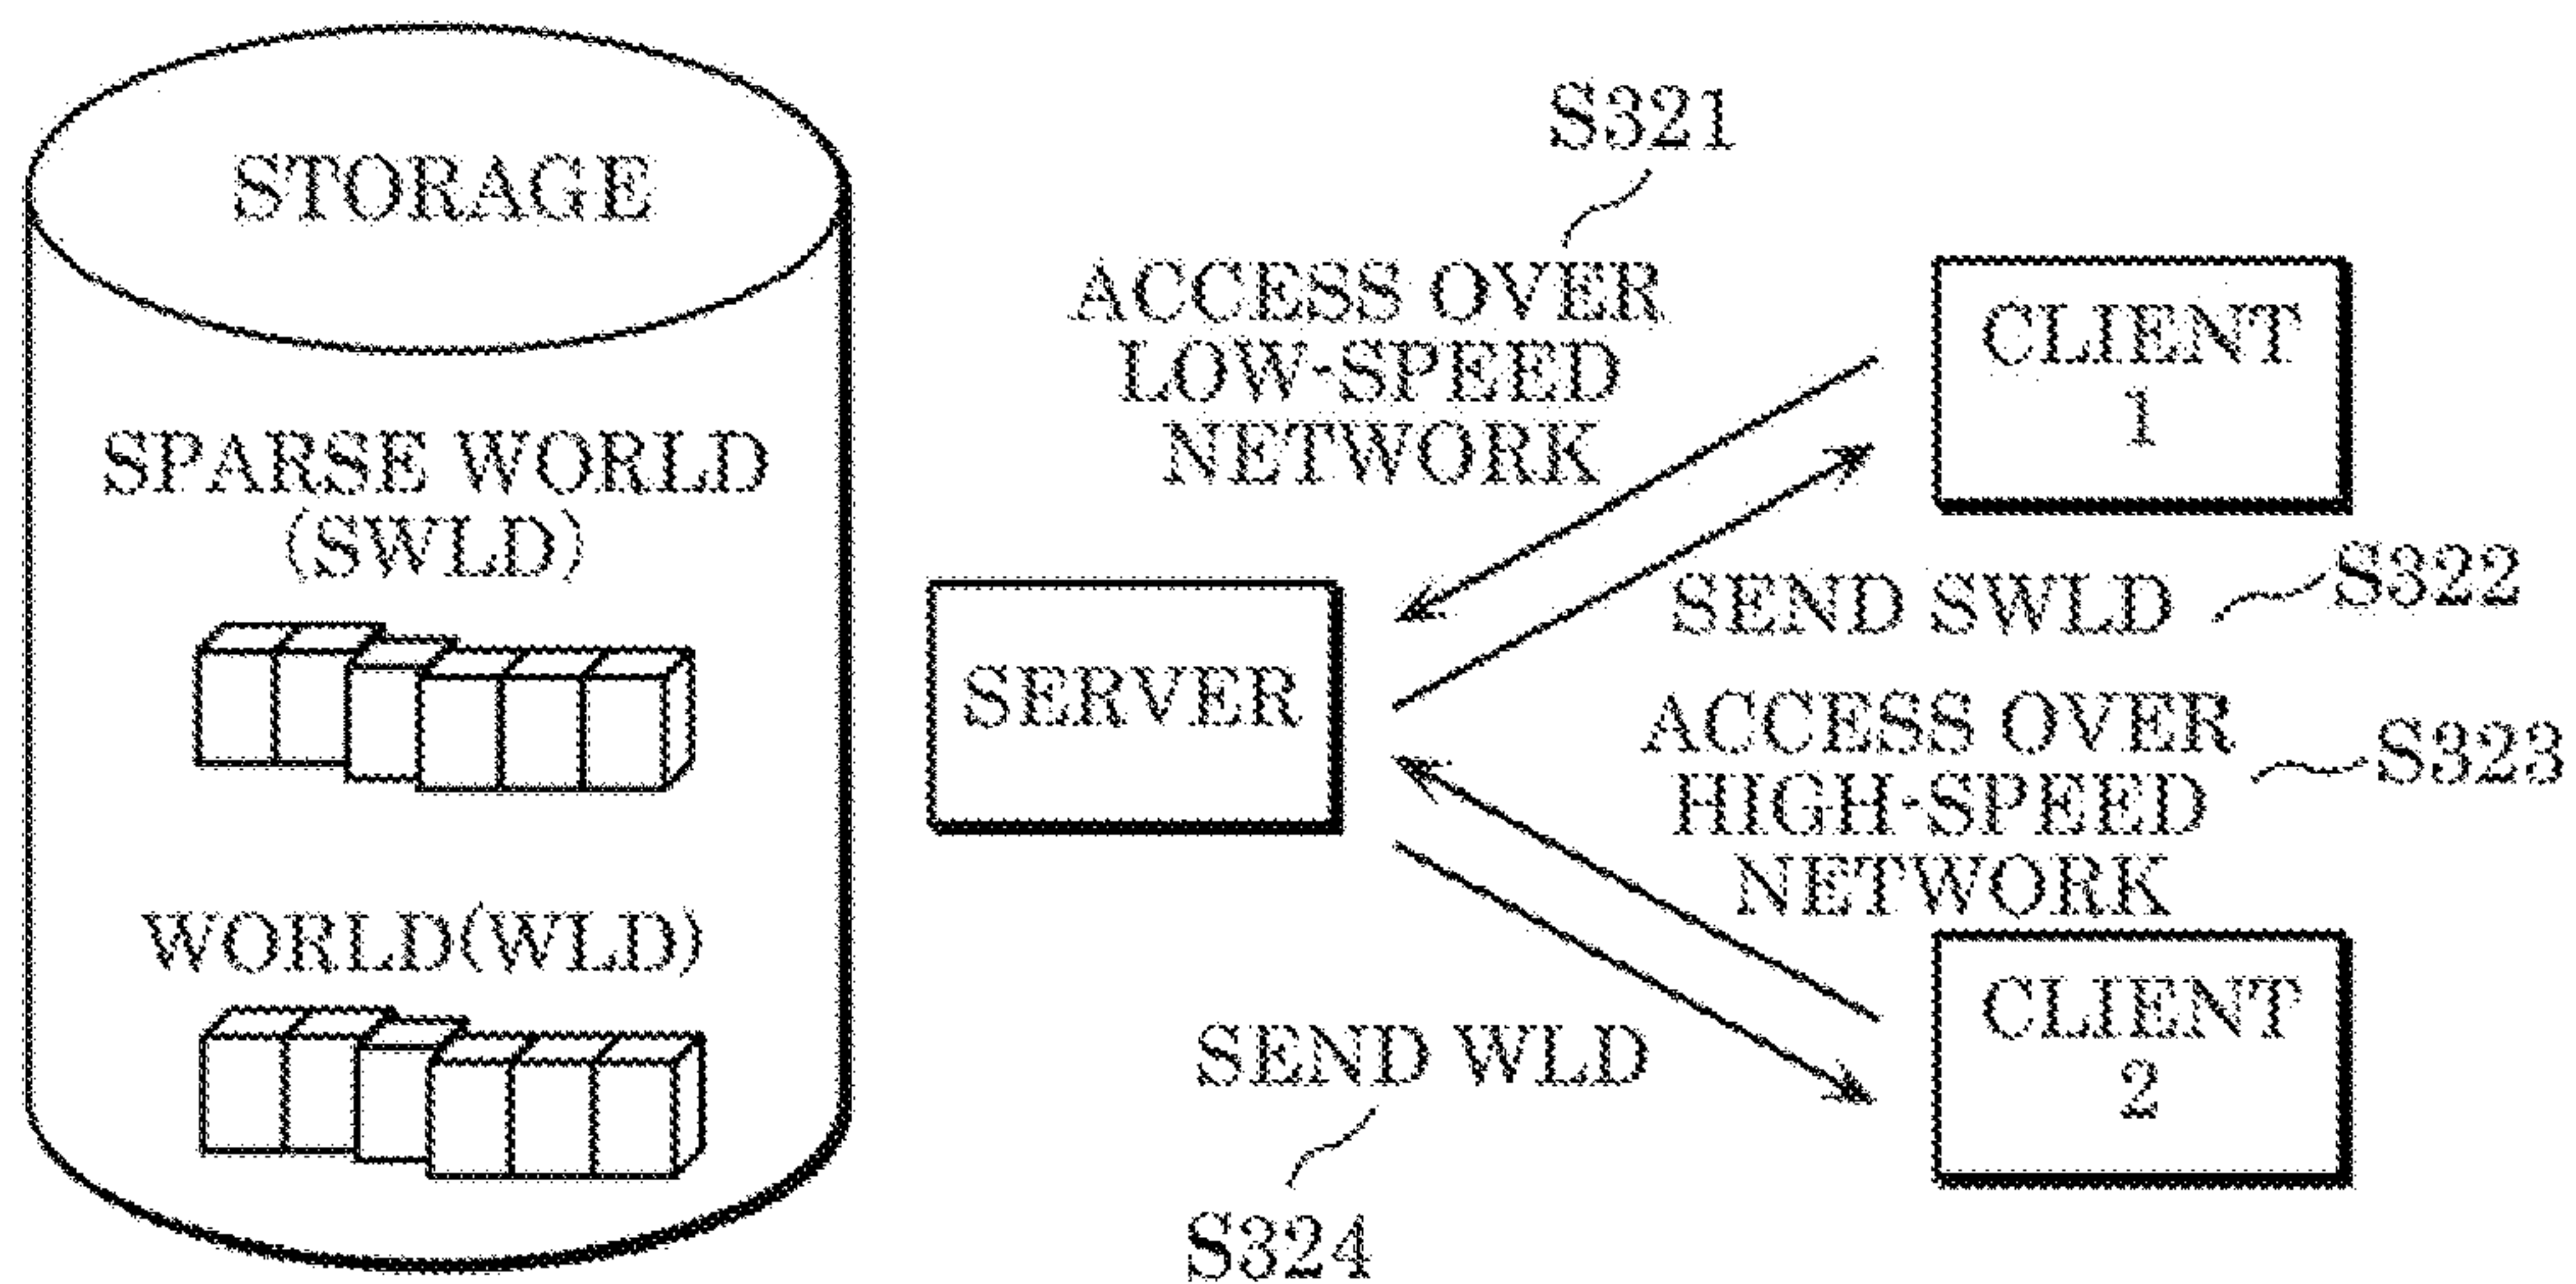 STORAGE
SPARSE WORLD
(SWLD)
WORLD(WLD)
SERVER
S321
ACCESS OVER
LOW-SPEED
NETWORK
CLIENT
1
SEND SWLD
S322
ACCESS OVER
HIGH-SPEED
NETWORK
S323
CLIENT
2
SEND WLD
S324